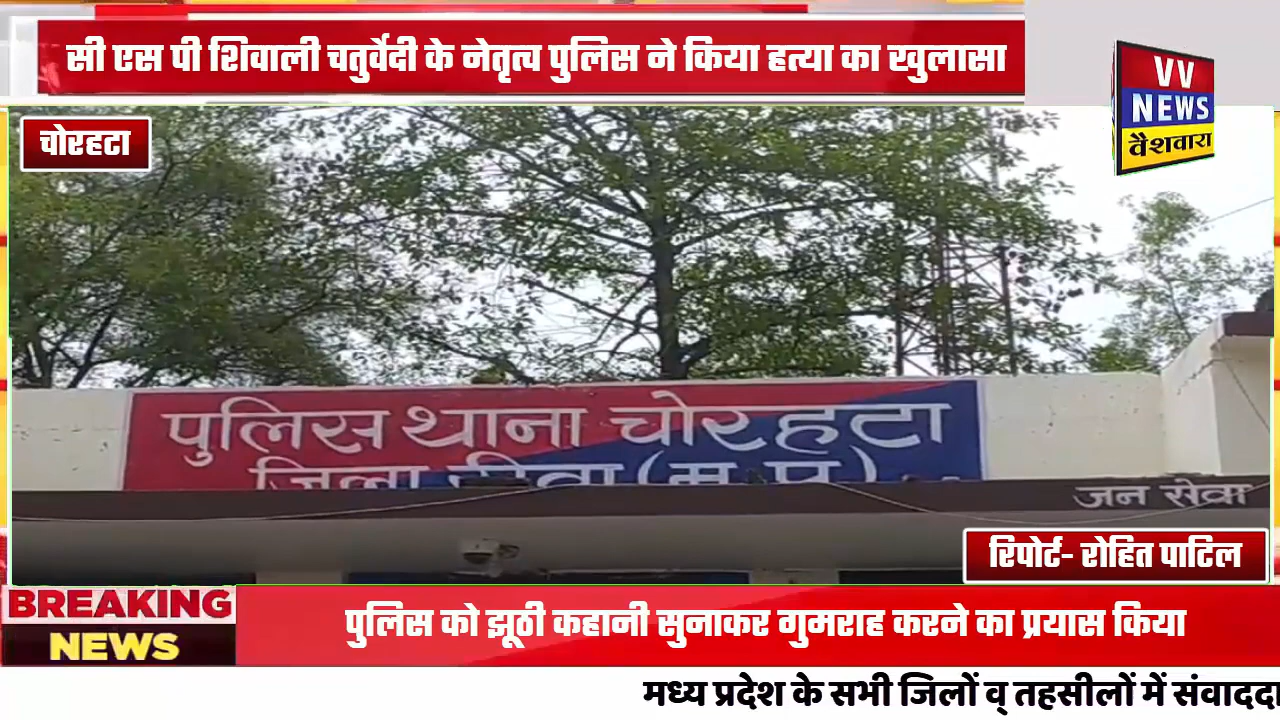 सी एस पी शिवाली चतुर्वेदी के नेतृत्व पुलिस ने किया हत्या का खुलासा
VV
NEWS
वैशवारा
चोरहटा
पुलिस थाना चोरहटा
जिला रीवा (म.प्र.)
जन सेवा
रिपोर्ट- रोहित पाटिल
BREAKING
NEWS
पुलिस को झूठी कहानी सुनाकर गुमराह करने का प्रयास किया
मध्य प्रदेश के सभी जिलों व् तहसीलों में